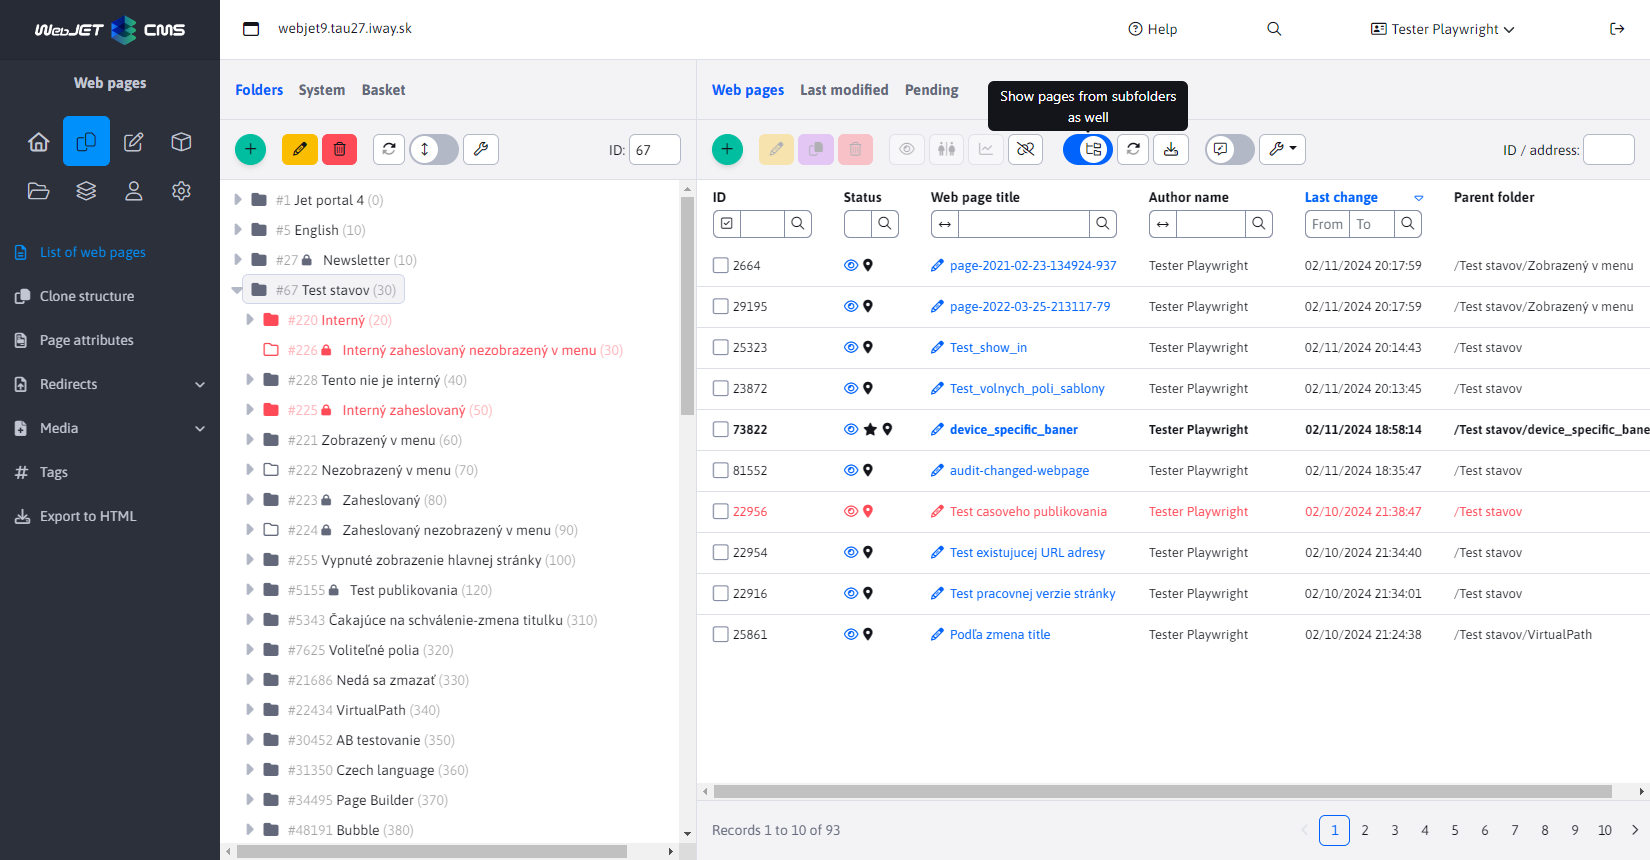 WebJET CMS
webjet9.tau27.iway.sk
Help
Tester Playwright
Web pages
List of web pages
Clone structure
Page attributes
Redirects
Media
Tags
Export to HTML
Folders System Basket
ID: 67
#1 Jet portal 4 (0)
#5 English (10)
#27 Newsletter (10)
#67 Test stavov (30)
#220 Interný (20)
#226 Interný zaheslovaný nezobrazený v menu (30)
#228 Tento nie je interný (40)
#225 Interný zaheslovaný (50)
#221 Zobrazený v menu (60)
#222 Nezobrazený v menu (70)
#223 Zaheslovaný (80)
#224 Zaheslovaný nezobrazený v menu (90)
#255 Vypnuté zobrazenie hlavnej stránky (100)
#5155 Test publikovania (120)
#5343 Čakajúce na schválenie-zmena titulku (310)
#7625 Voliteľné polia (320)
#21686 Nedá sa zmazať (330)
#22434 VirtualPath (340)
#30452 AB testovanie (350)
#31350 Czech language (360)
#34495 Page Builder (370)
#48191 Bubble (380)
Web pages Last modified Pending
Show pages from subfolders
as well
ID / address:
ID Status Web page title Author name Last change Parent folder
From To
2664 page-2021-02-23-134924-937 Tester Playwright 02/11/2024 20:17:59 /Test stavov/Zobrazený v menu
29195 page-2022-03-25-213117-79 Tester Playwright 02/11/2024 20:17:59 /Test stavov/Zobrazený v menu
25323 Test_show_in Tester Playwright 02/11/2024 20:14:43 /Test stavov
23872 Test_volnych_poli_sablony Tester Playwright 02/11/2024 20:13:45 /Test stavov
73822 device_specific_baner Tester Playwright 02/11/2024 18:58:14 /Test stavov/device_specific_bane
81552 audit-changed-webpage Tester Playwright 02/11/2024 18:35:47 /Test stavov
22956 Test casoveho publikovania Tester Playwright 02/10/2024 21:38:47 /Test stavov
22954 Test existujucej URL adresy Tester Playwright 02/10/2024 21:34:40 /Test stavov
22916 Test pracovnej verzie stránky Tester Playwright 02/10/2024 21:34:01 /Test stavov
25861 Podľa zmena title Tester Playwright 02/10/2024 21:24:38 /Test stavov/VirtualPath
Records 1 to 10 of 93
1 2 3 4 5 6 7 8 9 10